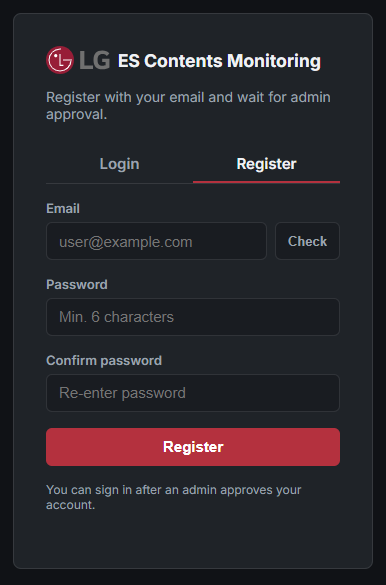 LG ES Contents Monitoring
Register with your email and wait for admin
approval.
Login Register
Email
user@example.com Check
Password
Min. 6 characters
Confirm password
Re-enter password
Register
You can sign in after an admin approves your
account.